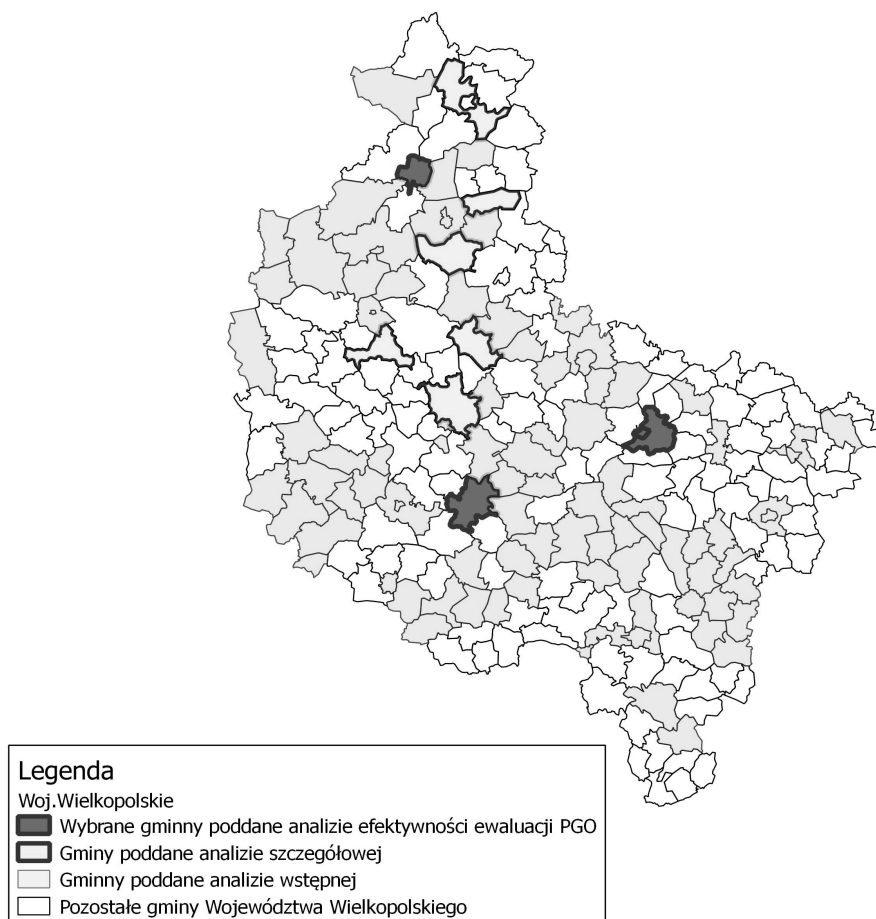 Legenda
Woj.Wielkopolskie
Wybrane gminny poddane analizie efektywności ewaluacji PGO
Gminy poddane analizie szczegółowej
Gminny poddane analizie wstępnej
Pozostałe gminy Województwa Wielkopolskiego